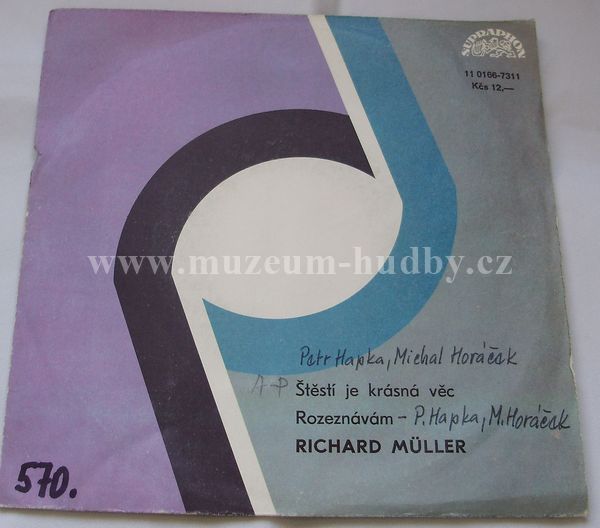 SUPRAPHON
11 0166-7311
Kčs 12,—
www.muzeum-hudby.cz
Petr Hapka, Michal Horáček
A-P Štěstí je krásná věc
Rozeznávám – P. Hapka, M. Horáček
RICHARD MÜLLER
570.